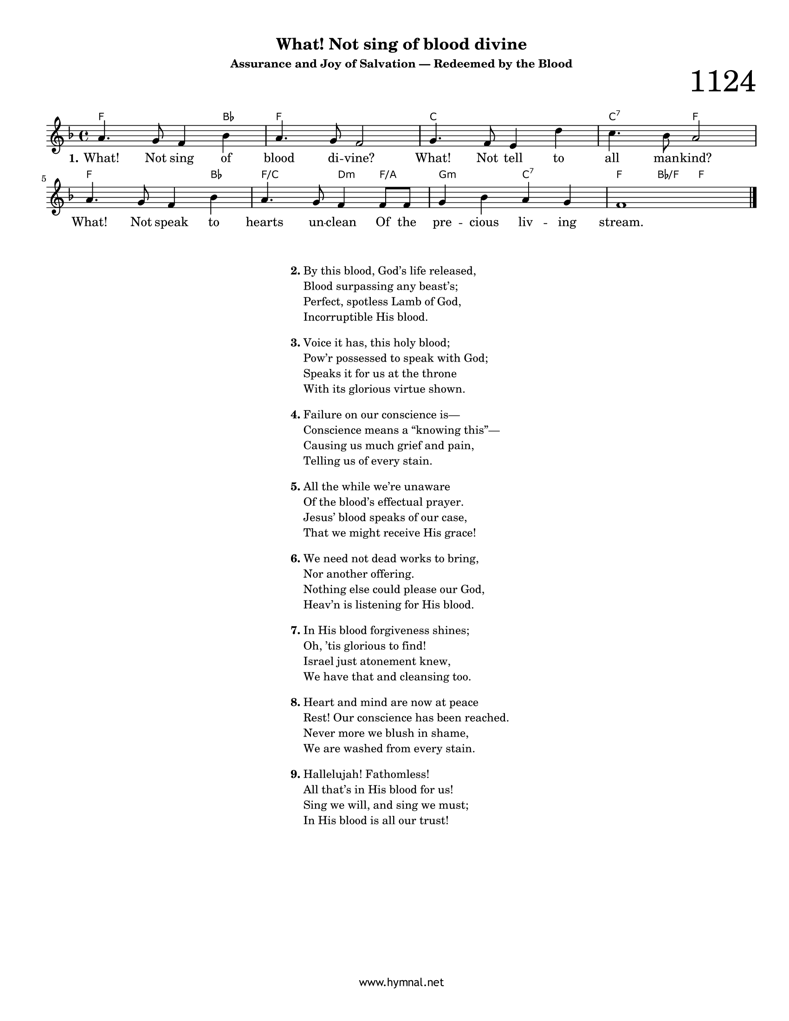 What! Not sing of blood divine
Assurance and Joy of Salvation — Redeemed by the Blood
1124
F B♭ F C C7 F
1. What! Not sing of blood di-vine? What! Not tell to all mankind?
5 F B♭ F/C Dm F/A Gm C7 F B♭/F F
What! Not speak to hearts un-clean Of the pre - cious liv - ing stream.
2. By this blood, God's life released,
Blood surpassing any beast's;
Perfect, spotless Lamb of God,
Incorruptible His blood.
3. Voice it has, this holy blood;
Pow'r possessed to speak with God;
Speaks it for us at the throne
With its glorious virtue shown.
4. Failure on our conscience is—
Conscience means a “knowing this”—
Causing us much grief and pain,
Telling us of every stain.
5. All the while we're unaware
Of the blood's effectual prayer.
Jesus' blood speaks of our case,
That we might receive His grace!
6. We need not dead works to bring,
Nor another offering.
Nothing else could please our God,
Heav'n is listening for His blood.
7. In His blood forgiveness shines;
Oh, 'tis glorious to find!
Israel just atonement knew,
We have that and cleansing too.
8. Heart and mind are now at peace
Rest! Our conscience has been reached.
Never more we blush in shame,
We are washed from every stain.
9. Hallelujah! Fathomless!
All that's in His blood for us!
Sing we will, and sing we must;
In His blood is all our trust!
www.hymnal.net